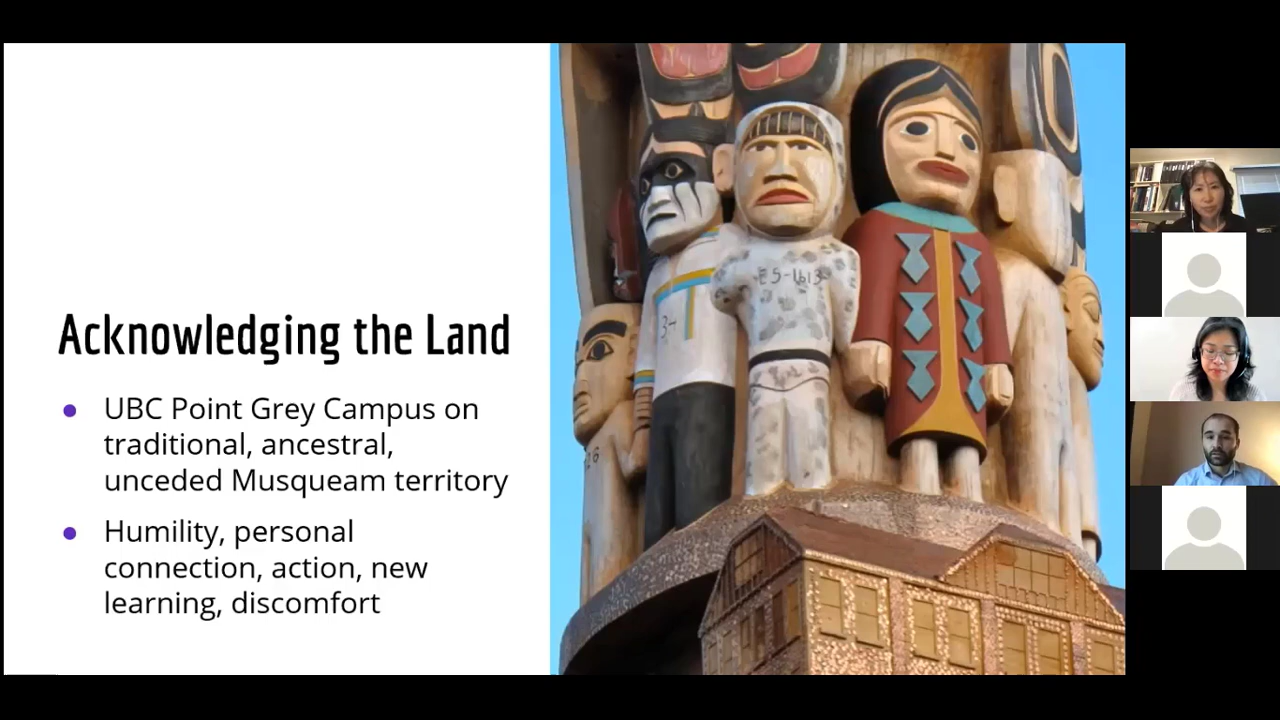 Acknowledging the Land
UBC Point Grey Campus on
traditional, ancestral,
unceded Musqueam territory
Humility, personal
connection, action, new
learning, discomfort